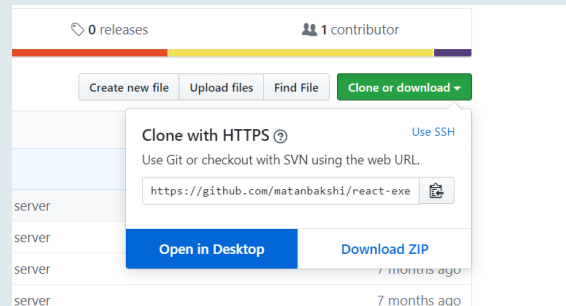 0 releases
1 contributor
Create new file
Upload files
Find File
Clone or download
Clone with HTTPS
Use SSH
Use Git or checkout with SVN using the web URL.
https://github.com/matanbakshi/react-exe
Open in Desktop
Download ZIP
server
server
server
7 months ago
server
7 months ago